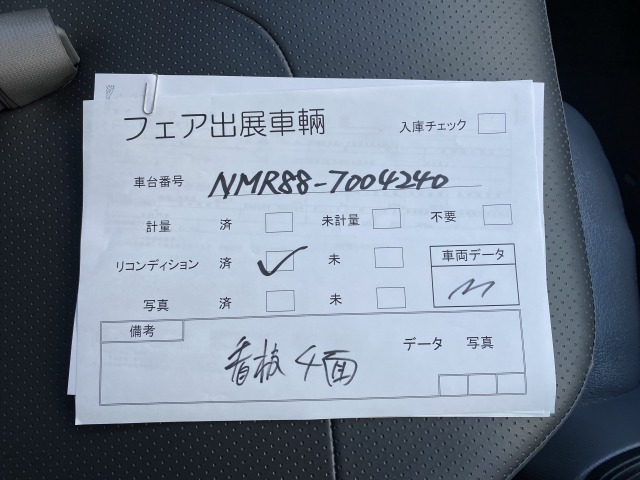 フェア出展車輌
入庫チェック
車台番号 NMR88-7004240
計量 済 未計量 不要
リコンディション 済 ✓ 未
車両データ
写真 済 未
備考
看板 4面
データ 写真